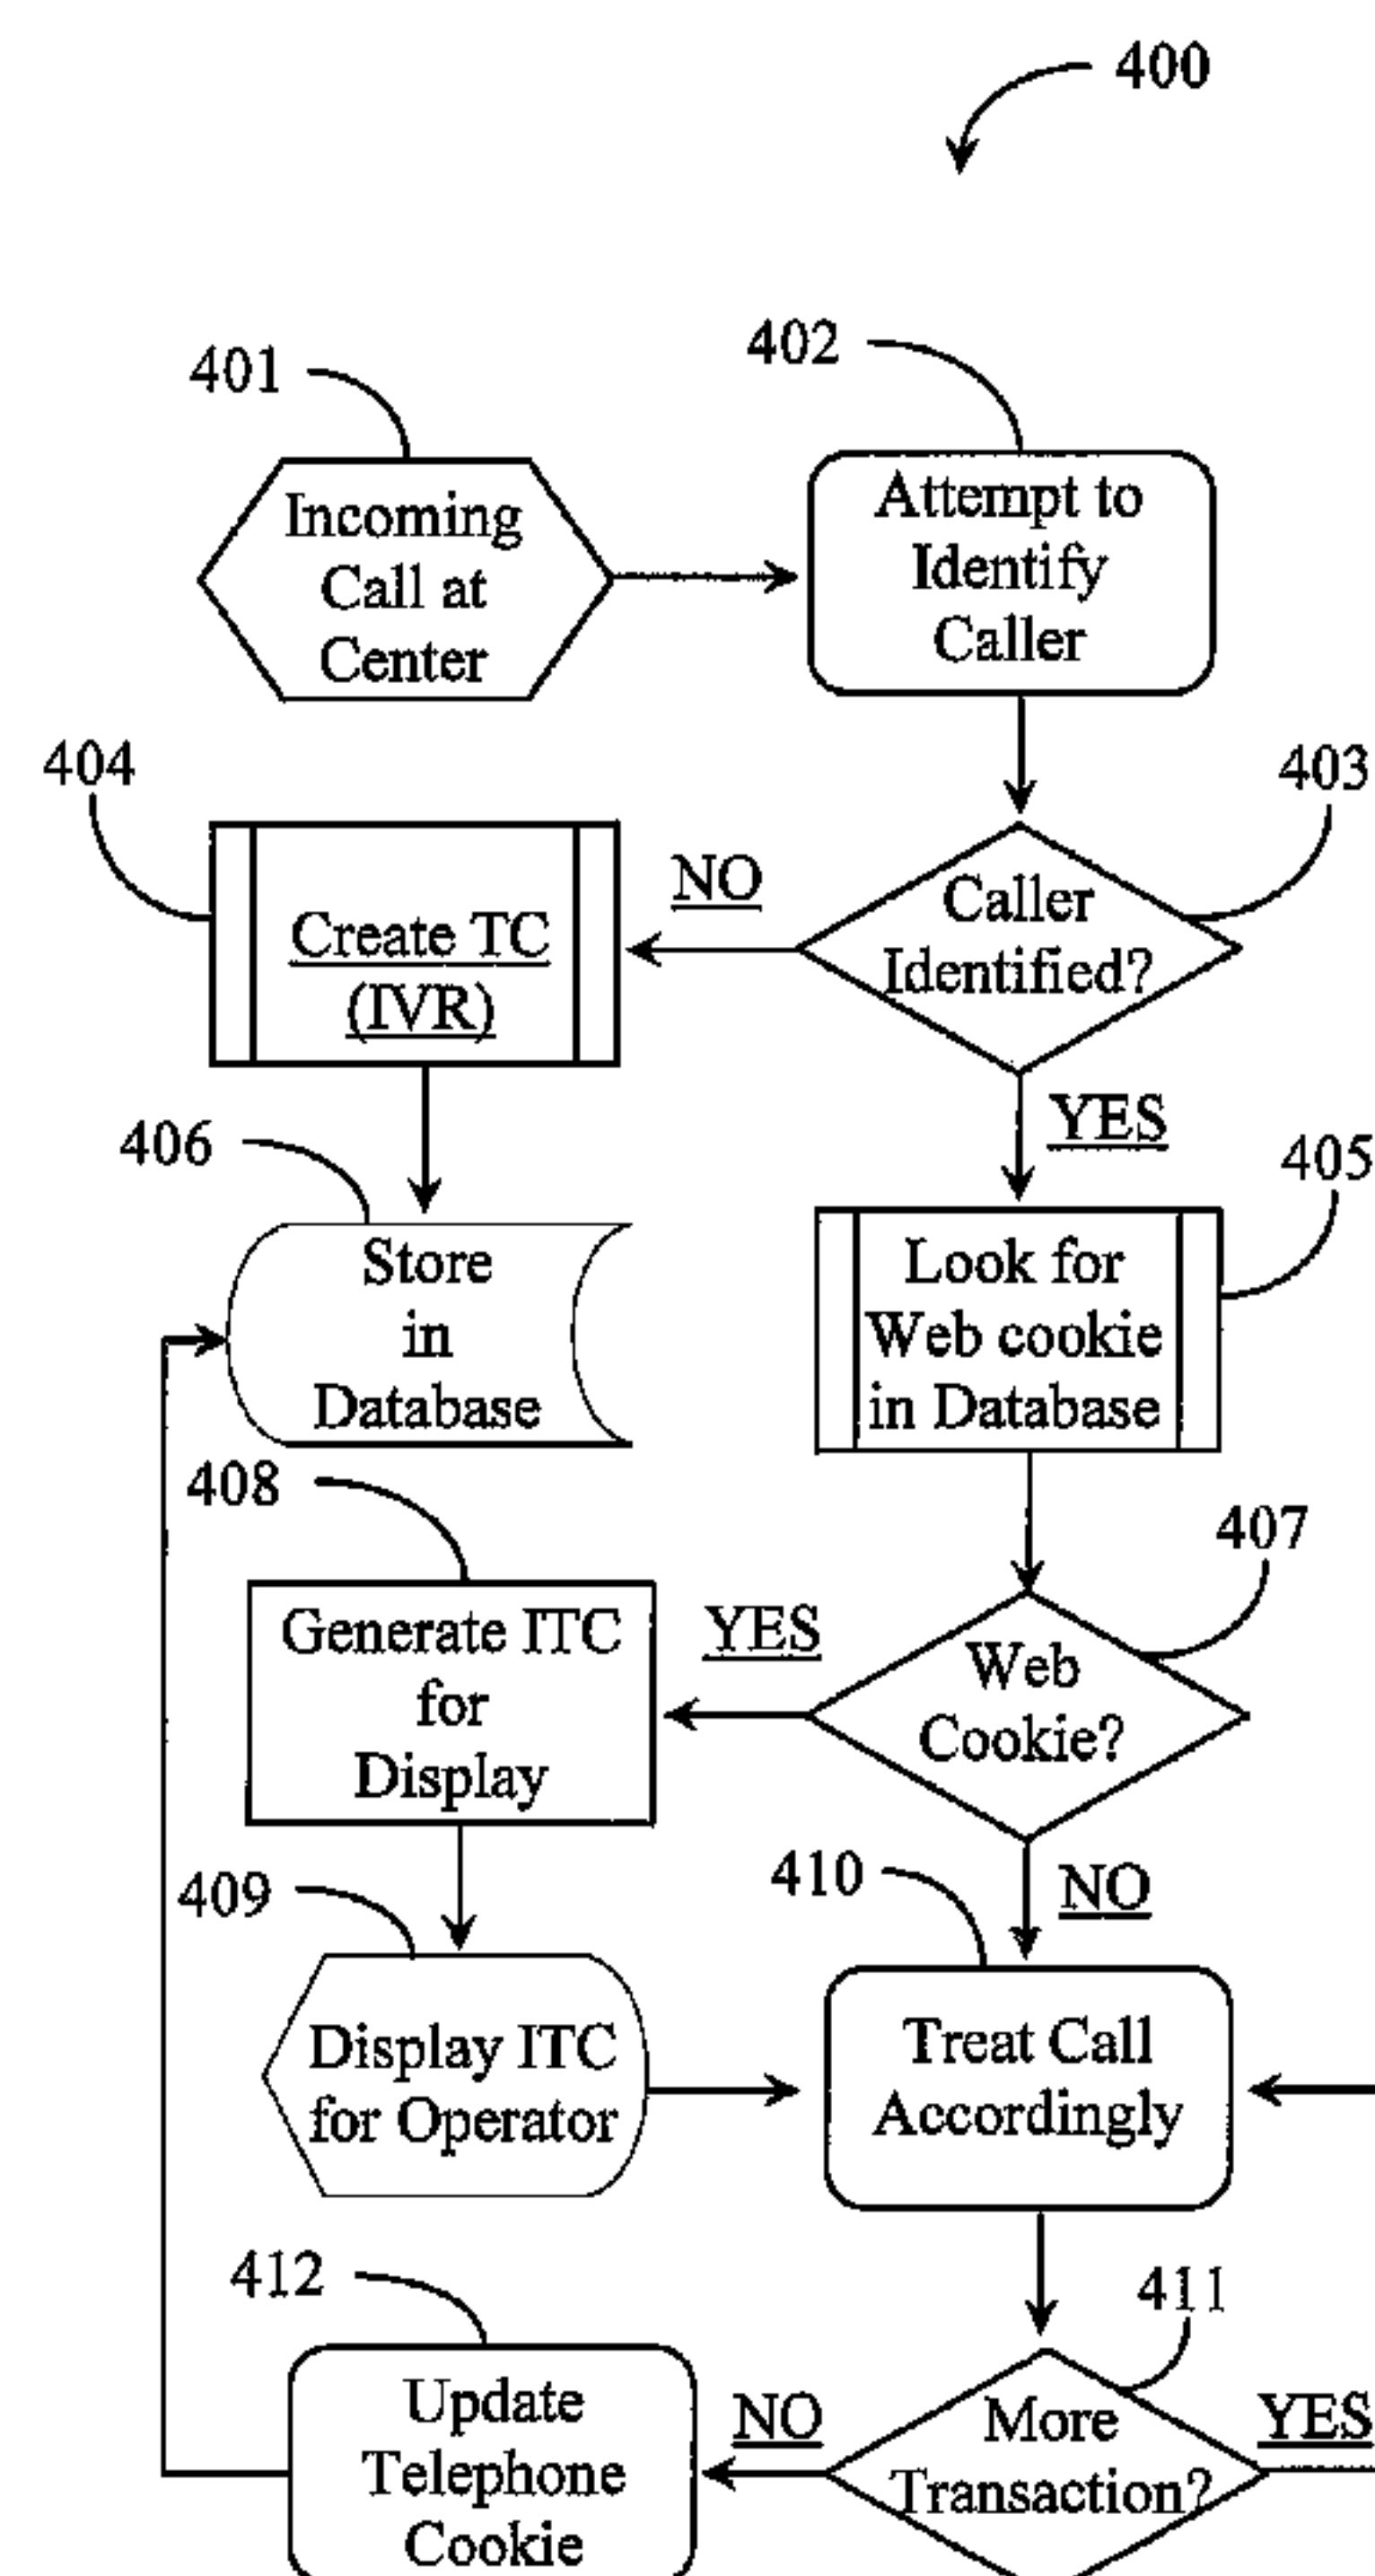 400
401
402
Incoming
Call at
Center
Attempt to
Identify
Caller
404
403
NO
Create TC
(IVR)
Caller
Identified?
YES
406
405
Store
in
Database
Look for
Web cookie
in Database
408
407
Generate ITC
for
Display
YES
Web
Cookie?
409
410
NO
Display ITC
for Operator
Treat Call
Accordingly
412
411
Update
Telephone
Cookie
NO
More
Transaction?
YES